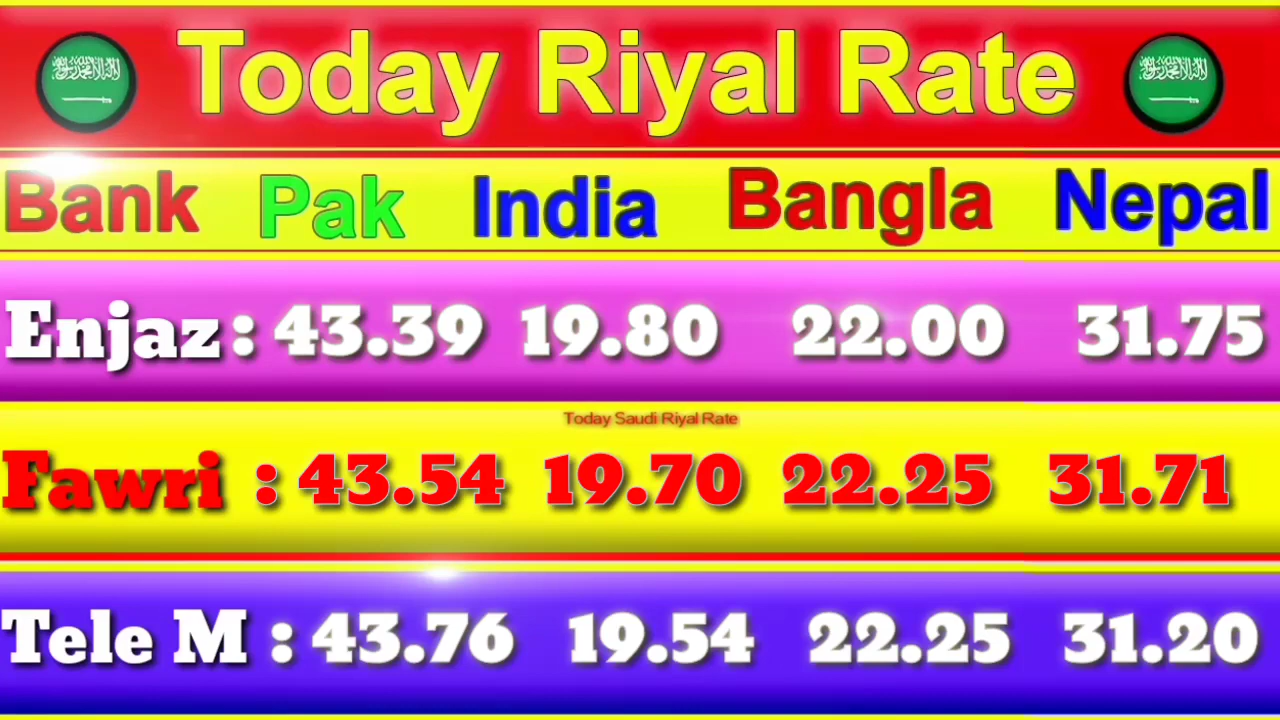 Today Riyal Rate
Bank Pak India Bangla Nepal
Enjaz : 43.39 19.80 22.00 31.75
Today Saudi Riyal Rate
Fawri : 43.54 19.70 22.25 31.71
Tele M : 43.76 19.54 22.25 31.20